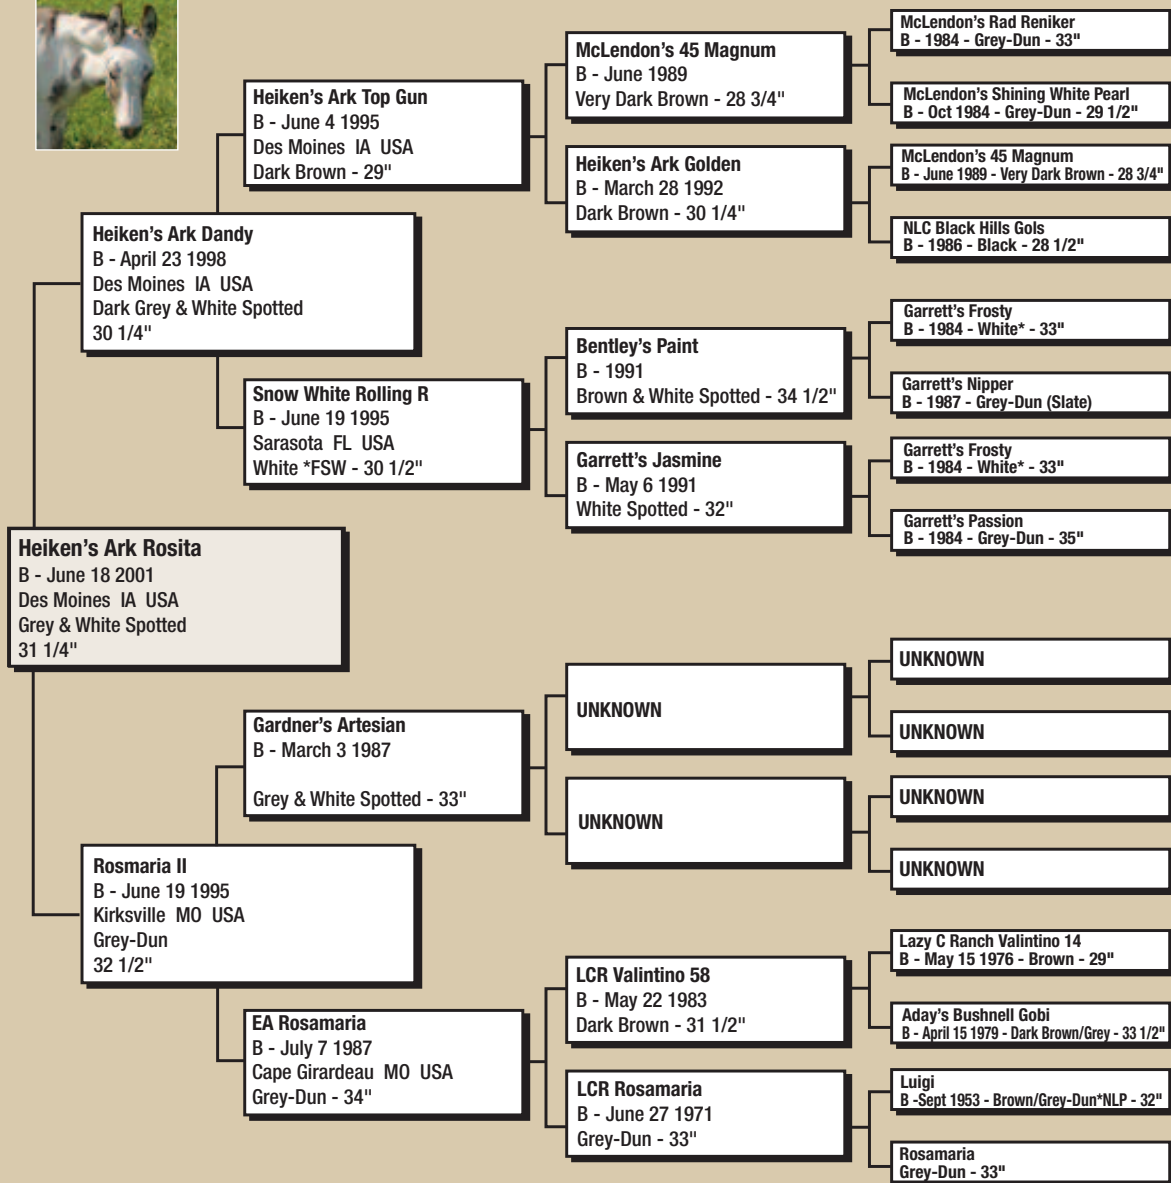 Heiken's Ark Rosita
B - June 18 2001
Des Moines IA USA
Grey & White Spotted
31 1/4"
Heiken's Ark Dandy
B - April 23 1998
Des Moines IA USA
Dark Grey & White Spotted
30 1/4"
Rosmaria II
B - June 19 1995
Kirksville MO USA
Grey-Dun
32 1/2"
Heiken's Ark Top Gun
B - June 4 1995
Des Moines IA USA
Dark Brown - 29"
Snow White Rolling R
B - June 19 1995
Sarasota FL USA
White *FSW - 30 1/2"
Gardner's Artesian
B - March 3 1987
Grey & White Spotted - 33"
EA Rosamaria
B - July 7 1987
Cape Girardeau MO USA
Grey-Dun - 34"
McLendon's 45 Magnum
B - June 1989
Very Dark Brown - 28 3/4"
Heiken's Ark Golden
B - March 28 1992
Dark Brown - 30 1/4"
Bentley's Paint
B - 1991
Brown & White Spotted - 34 1/2"
Garrett's Jasmine
B - May 6 1991
White Spotted - 32"
UNKNOWN
UNKNOWN
LCR Valintino 58
B - May 22 1983
Dark Brown - 31 1/2"
LCR Rosamaria
B - June 27 1971
Grey-Dun - 33"
McLendon's Rad Reniker
B - 1984 - Grey-Dun - 33"
McLendon's Shining White Pearl
B - Oct 1984 - Grey-Dun - 29 1/2"
McLendon's 45 Magnum
B - June 1989 - Very Dark Brown - 28 3/4"
NLC Black Hills Gols
B - 1986 - Black - 28 1/2"
Garrett's Frosty
B - 1984 - White* - 33"
Garrett's Nipper
B - 1987 - Grey-Dun (Slate)
Garrett's Frosty
B - 1984 - White* - 33"
Garrett's Passion
B - 1984 - Grey-Dun - 35"
UNKNOWN
UNKNOWN
UNKNOWN
UNKNOWN
Lazy C Ranch Valintino 14
B - May 15 1976 - Brown - 29"
Aday's Bushnell Gobi
B - April 15 1979 - Dark Brown/Grey - 33 1/2"
Luigi
B -Sept 1953 - Brown/Grey-Dun*NLP - 32"
Rosamaria
Grey-Dun - 33"